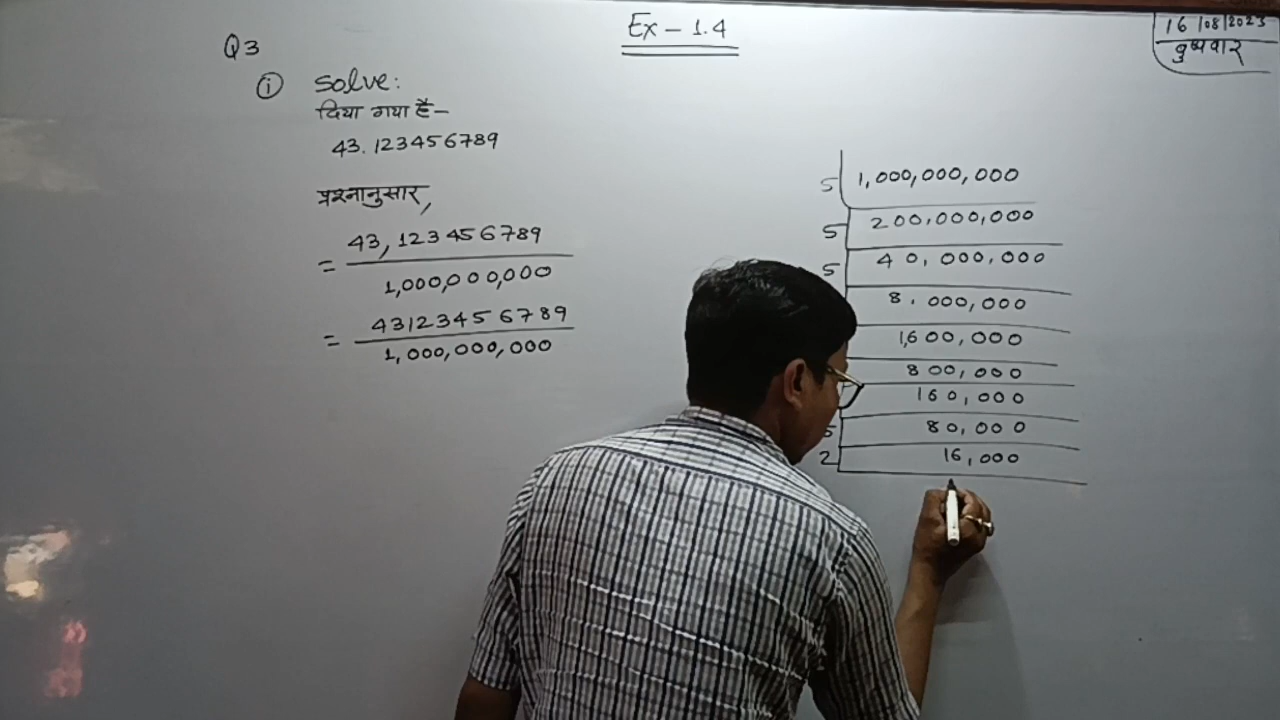 Ex - 1.4
16/08/2023
बुधवार
Q3
(i) Solve:
दिया गया है-
43.123456789
प्रश्नानुसार,
= 43,123456789
1,000,000,000
= 43123456789
1,000,000,000
5 1,000,000,000
5 200,000,000
5 40,000,000
8,000,000
1,600,000
800,000
160,000
5 80,000
2 16,000